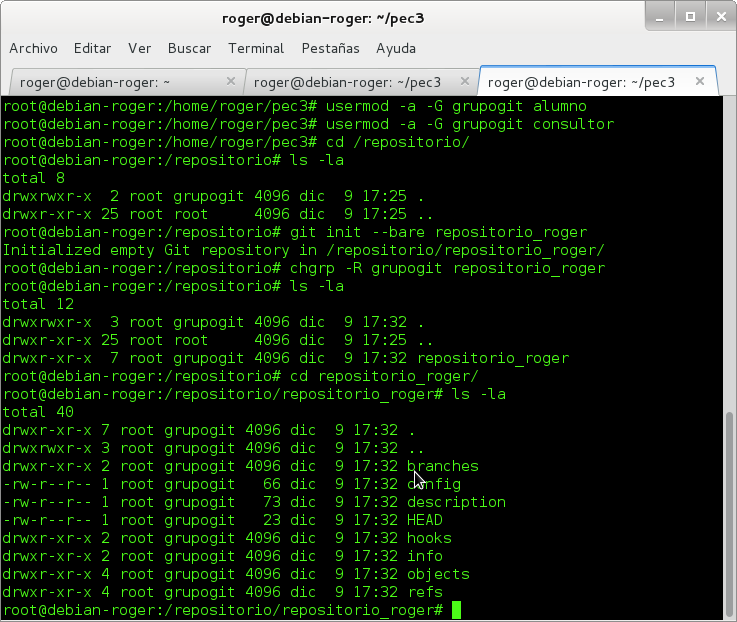 roger@debian-roger: ~/pec3
Archivo Editar Ver Buscar Terminal Pestañas Ayuda
roger@debian-roger: ~ roger@debian-roger: ~/pec3 roger@debian-roger: ~/pec3
root@debian-roger:/home/roger/pec3# usermod -a -G grupogit alumno
root@debian-roger:/home/roger/pec3# usermod -a -G grupogit consultor
root@debian-roger:/home/roger/pec3# cd /repositorio/
root@debian-roger:/repositorio# ls -la
total 8
drwxrwxr-x  2 root grupogit 4096 dic  9 17:25 .
drwxr-xr-x 25 root root     4096 dic  9 17:25 ..
root@debian-roger:/repositorio# git init --bare repositorio_roger
Initialized empty Git repository in /repositorio/repositorio_roger/
root@debian-roger:/repositorio# chgrp -R grupogit repositorio_roger
root@debian-roger:/repositorio# ls -la
total 12
drwxrwxr-x  3 root grupogit 4096 dic  9 17:32 .
drwxr-xr-x 25 root root     4096 dic  9 17:25 ..
drwxr-xr-x  7 root grupogit 4096 dic  9 17:32 repositorio_roger
root@debian-roger:/repositorio# cd repositorio_roger/
root@debian-roger:/repositorio/repositorio_roger# ls -la
total 40
drwxr-xr-x 7 root grupogit 4096 dic  9 17:32 .
drwxrwxr-x 3 root grupogit 4096 dic  9 17:32 ..
drwxr-xr-x 2 root grupogit 4096 dic  9 17:32 branches
-rw-r--r-- 1 root grupogit   66 dic  9 17:32 config
-rw-r--r-- 1 root grupogit   73 dic  9 17:32 description
-rw-r--r-- 1 root grupogit   23 dic  9 17:32 HEAD
drwxr-xr-x 2 root grupogit 4096 dic  9 17:32 hooks
drwxr-xr-x 2 root grupogit 4096 dic  9 17:32 info
drwxr-xr-x 4 root grupogit 4096 dic  9 17:32 objects
drwxr-xr-x 4 root grupogit 4096 dic  9 17:32 refs
root@debian-roger:/repositorio/repositorio_roger#